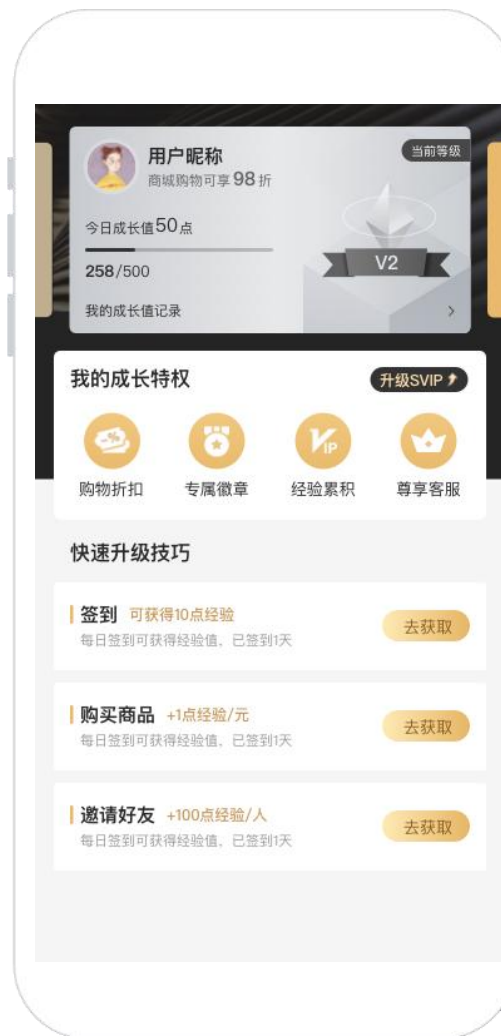 当前等级
用户昵称
商城购物可享98折
今日成长值50点
V2
258/500
我的成长值记录
我的成长特权
升级SVIP
购物折扣 专属徽章 经验累积 尊享客服
快速升级技巧
签到 可获得10点经验
每日签到可获得经验值，已签到1天
去获取
购买商品 +1点经验/元
每日签到可获得经验值，已签到1天
去获取
邀请好友 +100点经验/人
每日签到可获得经验值，已签到1天
去获取